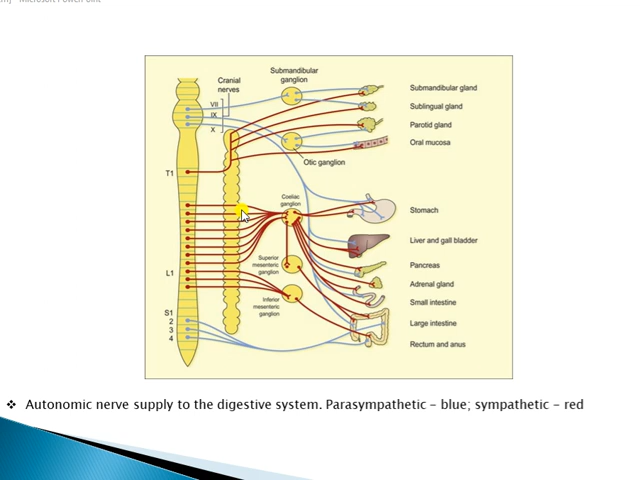 Microsoft PowerPoint
Submandibular
ganglion
Cranial
nerves
VII
IX
X
Submandibular gland
Sublingual gland
Parotid gland
Oral mucosa
Otic ganglion
T1
Coeliac
ganglion
Stomach
Liver and gall bladder
Superior
mesenteric
ganglion
Pancreas
L1
Adrenal gland
Inferior
mesenteric
ganglion
Small intestine
S1
2
3
4
Large intestine
Rectum and anus
❖ Autonomic nerve supply to the digestive system. Parasympathetic – blue; sympathetic – red